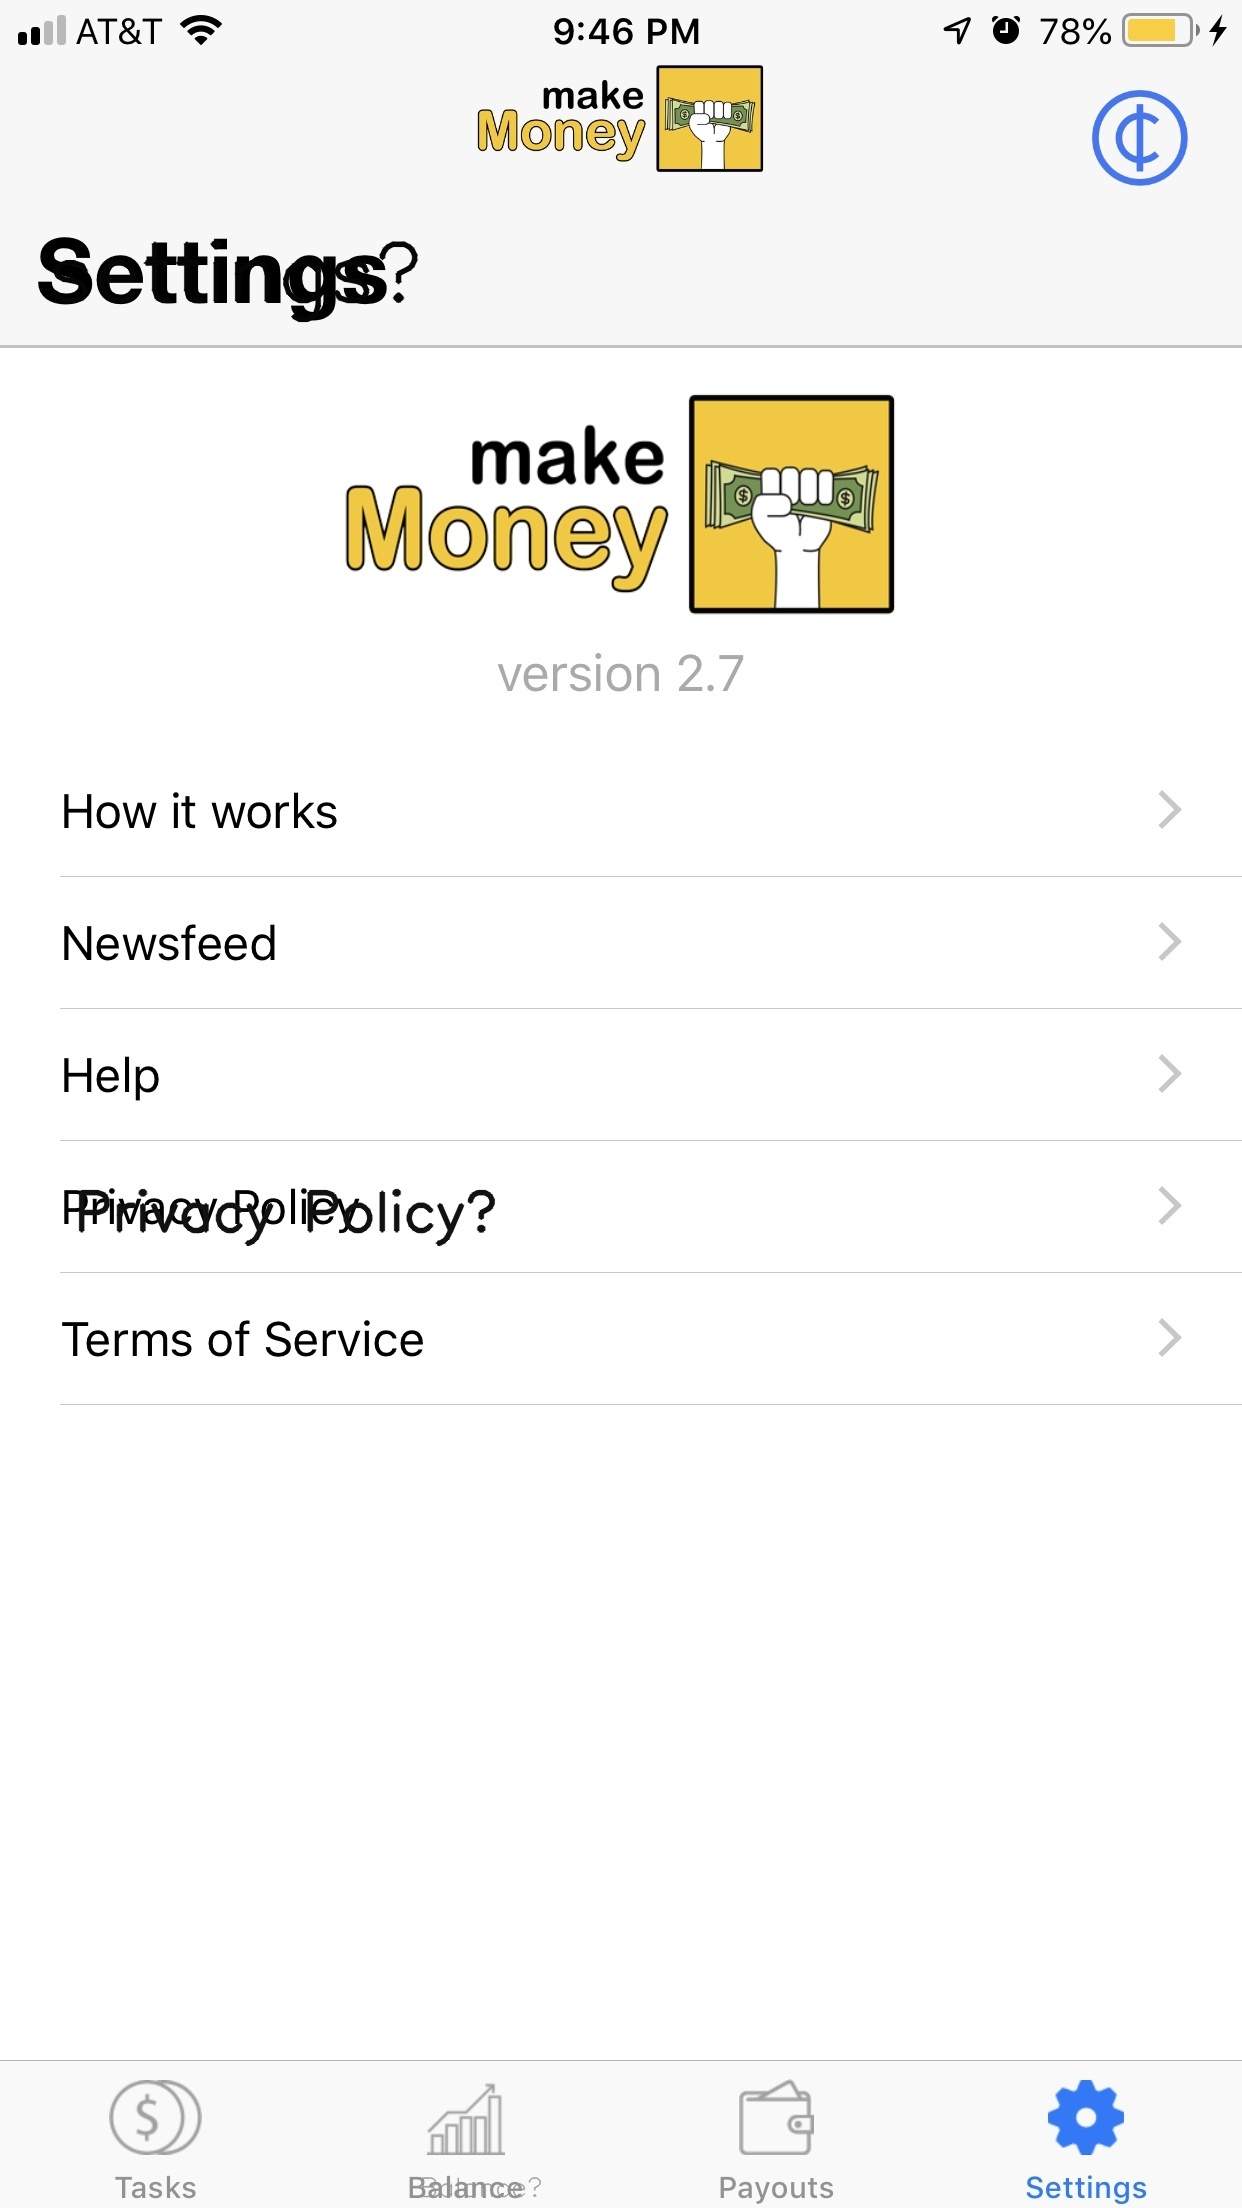 AT&T 9:46 PM 78%
make
Money
Settings?
make
Money
version 2.7
How it works
Newsfeed
Help
Privacy Policy?
Terms of Service
Tasks Balance? Payouts Settings